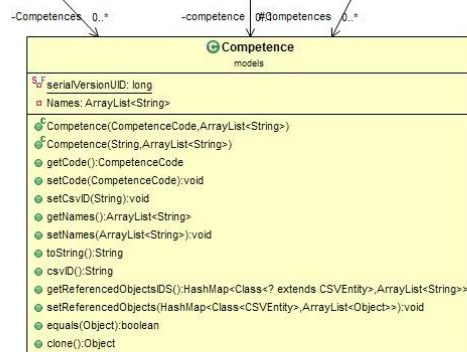 -Competences 0..*
-competence
#Competences 0..*
Competence
models
serialVersionUID: long
Names: ArrayList<String>
Competence(CompetenceCode,ArrayList<String>)
Competence(String,ArrayList<String>)
getCode():CompetenceCode
setCode(CompetenceCode):void
setCsvID(String):void
getNames():ArrayList<String>
setNames(ArrayList<String>):void
toString():String
csvID():String
getReferencedObjectsIDS():HashMap<Class<? extends CSVEntity>,ArrayList<String>>
setReferencedObjects(HashMap<Class<CSVEntity>,ArrayList<Object>>):void
equals(Object):boolean
clone():Object